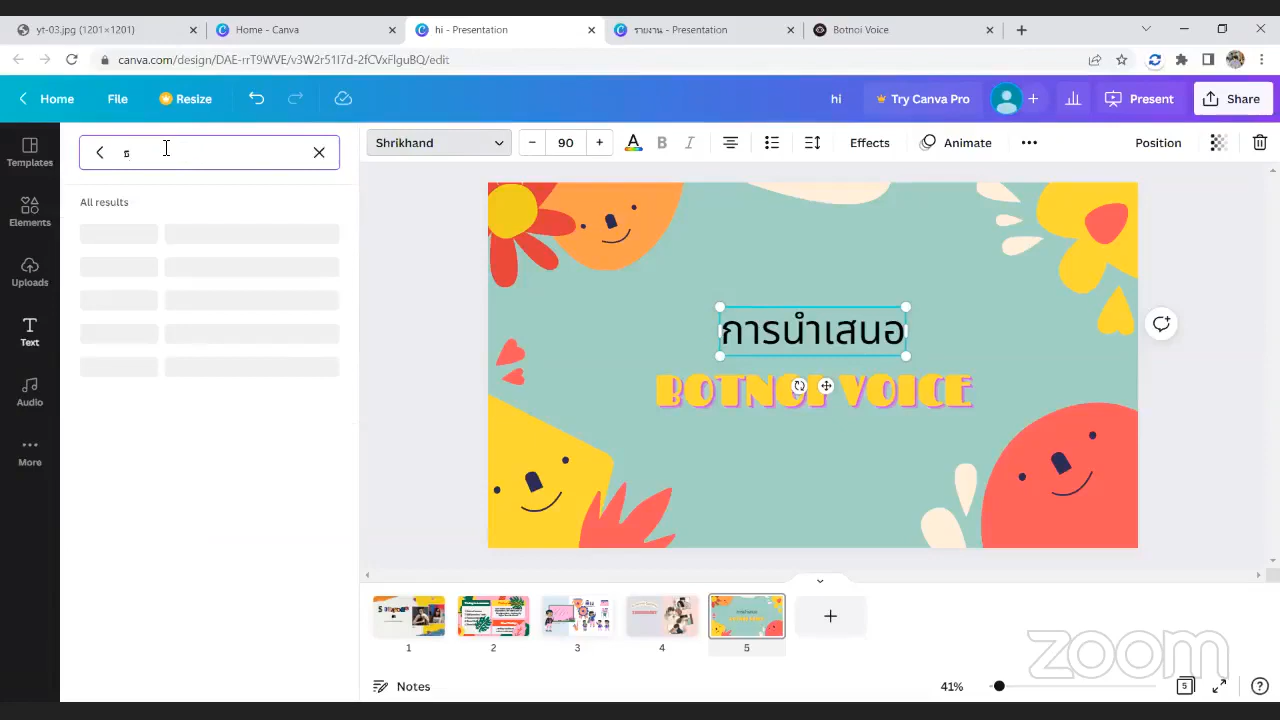 yt-03.jpg (1201×1201)
Home - Canva
hi - Presentation
รายงาน - Presentation
Botnoi Voice
canva.com/design/DAE-rrT9WVE/v3W2r51I7d-2fCVxFlguBQ/edit
Home
File
Resize
hi
Try Canva Pro
Present
Share
Templates
Elements
Uploads
Text
Audio
More
All results
Shrikhand
90
A
B
I
Effects
Animate
Position
การนำเสนอ
BOTNOI VOICE
1
2
3
4
5
Notes
41%
5
zoom